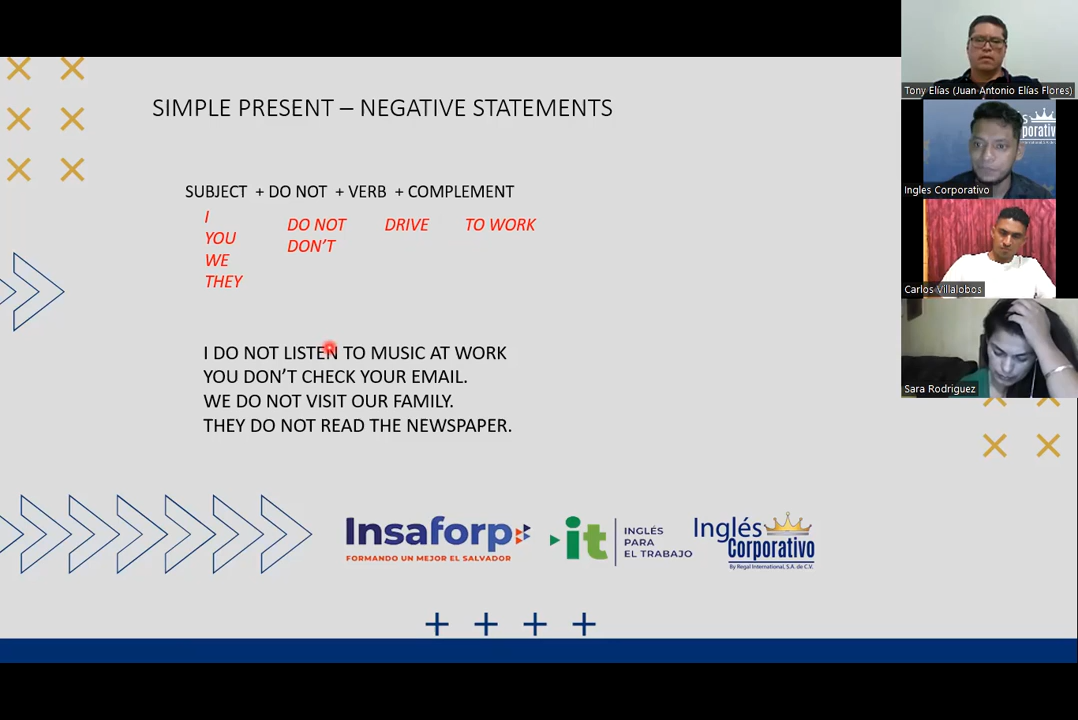 SIMPLE PRESENT – NEGATIVE STATEMENTS
SUBJECT + DO NOT + VERB + COMPLEMENT
I
YOU
WE
THEY
DO NOT
DON'T
DRIVE
TO WORK
I DO NOT LISTEN TO MUSIC AT WORK
YOU DON'T CHECK YOUR EMAIL.
WE DO NOT VISIT OUR FAMILY.
THEY DO NOT READ THE NEWSPAPER.
Insaforp
FORMANDO UN MEJOR EL SALVADOR
it
INGLÉS
PARA
EL TRABAJO
Inglés
Corporativo
By Regal International, S.A. de C.V.
Tony Elías (Juan Antonio Elías Flores)
Ingles Corporativo
Carlos Villalobos
Sara Rodriguez